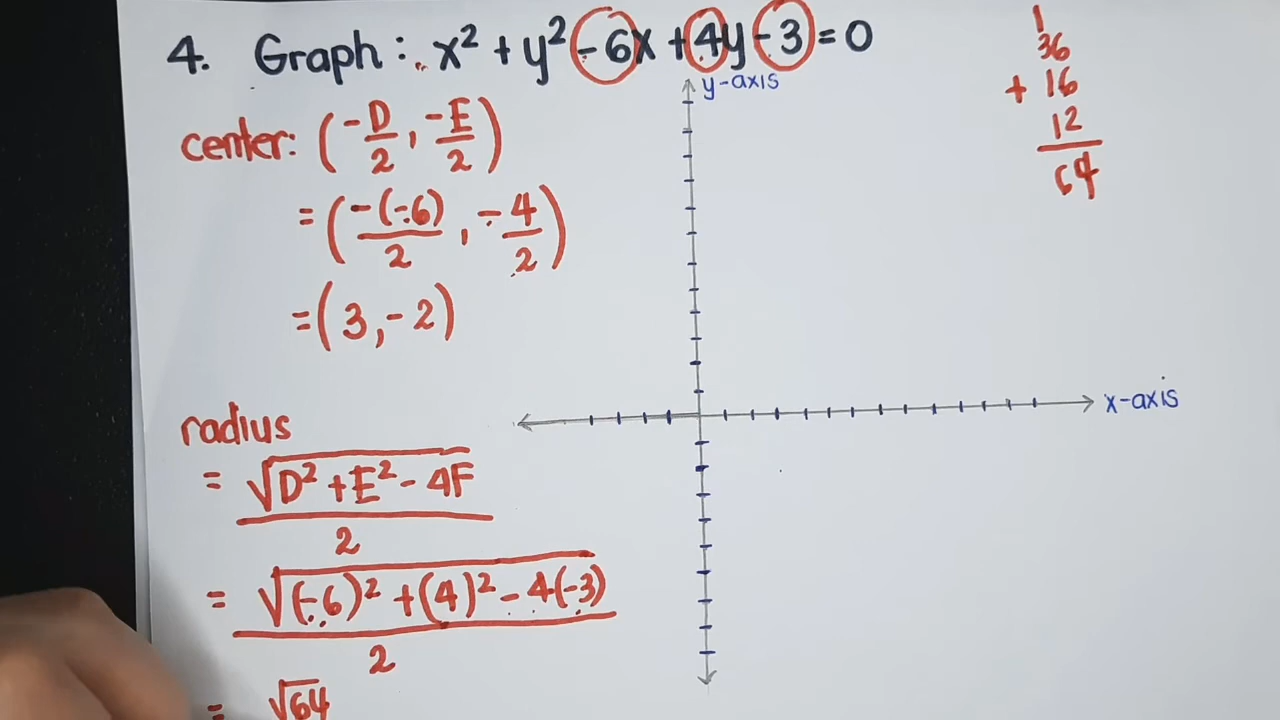 4. Graph: x² + y² - 6x + 4y - 3 = 0
center: (-D/2, -E/2)
= (-(-6)/2, -4/2)
= (3, -2)
radius
= √(D² + E² - 4F)/2
= √((-6)² + (4)² - 4(-3))/2
= √64
y-axis
x-axis
1
36
+ 16
12
64